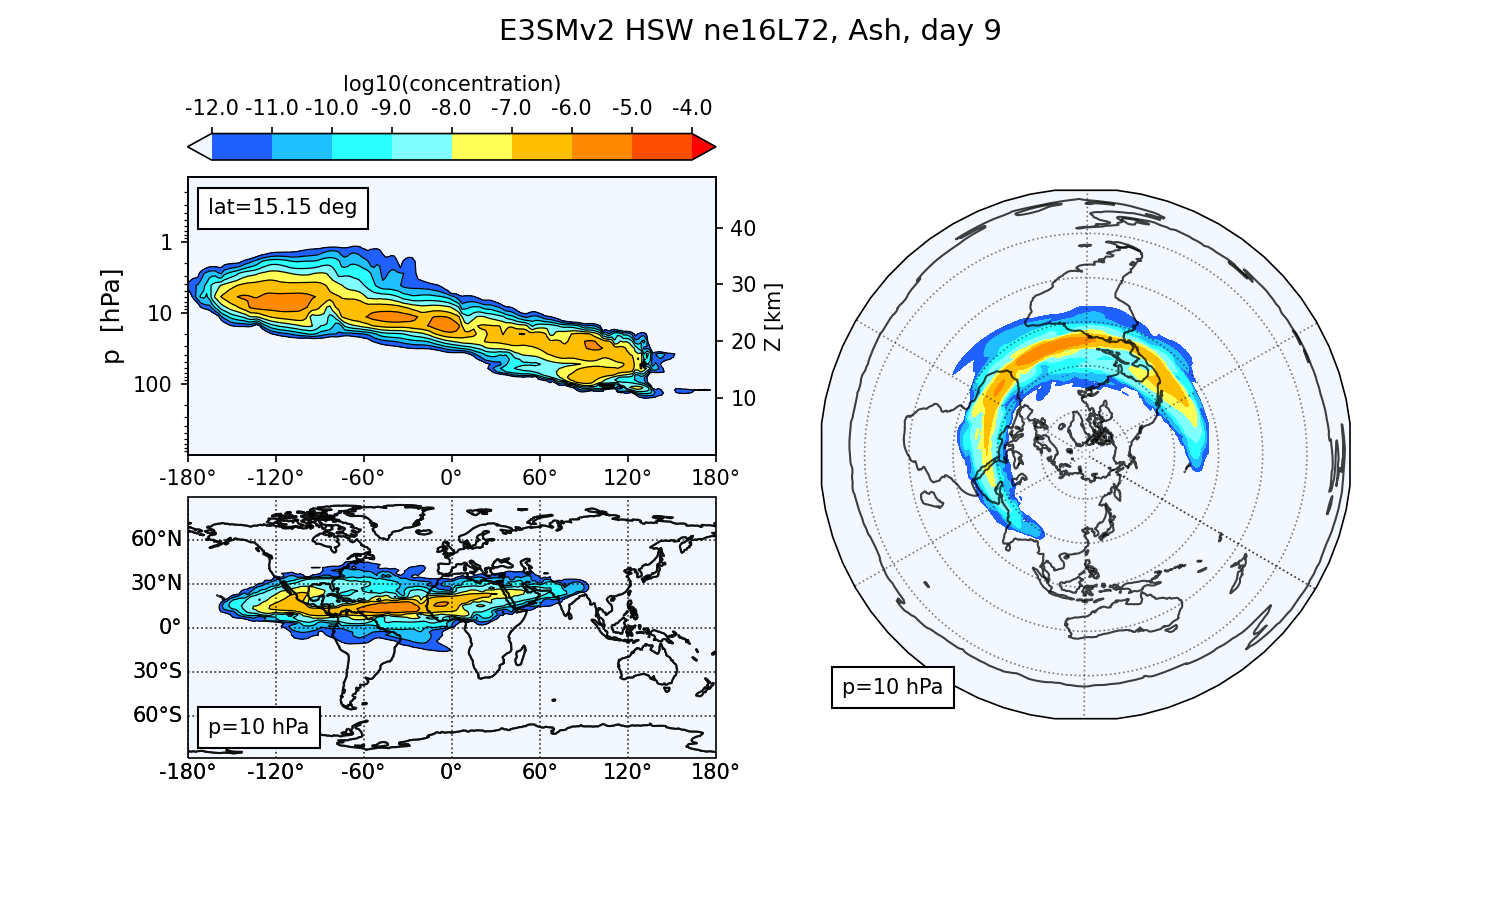 E3SMv2 HSW ne16L72, Ash, day 9
log10(concentration)
-12.0 -11.0 -10.0 -9.0 -8.0 -7.0 -6.0 -5.0 -4.0
lat=15.15 deg
p [hPa]
1
10
100
40
30
20
10
Z [km]
-180° -120° -60° 0° 60° 120° 180°
60°N
30°N
0°
30°S
60°S
p=10 hPa
-180° -120° -60° 0° 60° 120° 180°
p=10 hPa